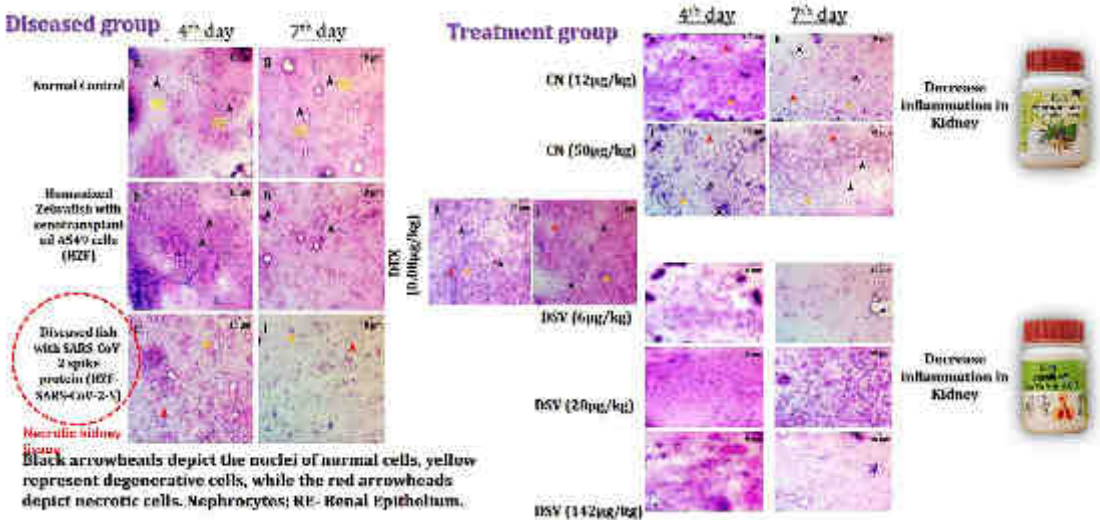 Diseased group
4th day
7th day
Normal Control
Humanized
Zebrafish with
xenotransplant
ed A549 cells
(HZF)
Diseased fish
with SARS-CoV
2 spike
protein (HZF-
SARS-CoV-2-S)
Necrotic kidney
tissue
Black arrowheads depict the nuclei of normal cells, yellow
represent degenerative cells, while the red arrowheads
depict necrotic cells. Nephrocytes; RE- Renal Epithelium.
Treatment group
4th day
7th day
CN (12µg/kg)
CN (50µg/kg)
DEX
(0.08µg/kg)
DSV (6µg/kg)
DSV (28µg/kg)
DSV (142µg/kg)
Decrease
inflammation in
Kidney
Decrease
inflammation in
Kidney